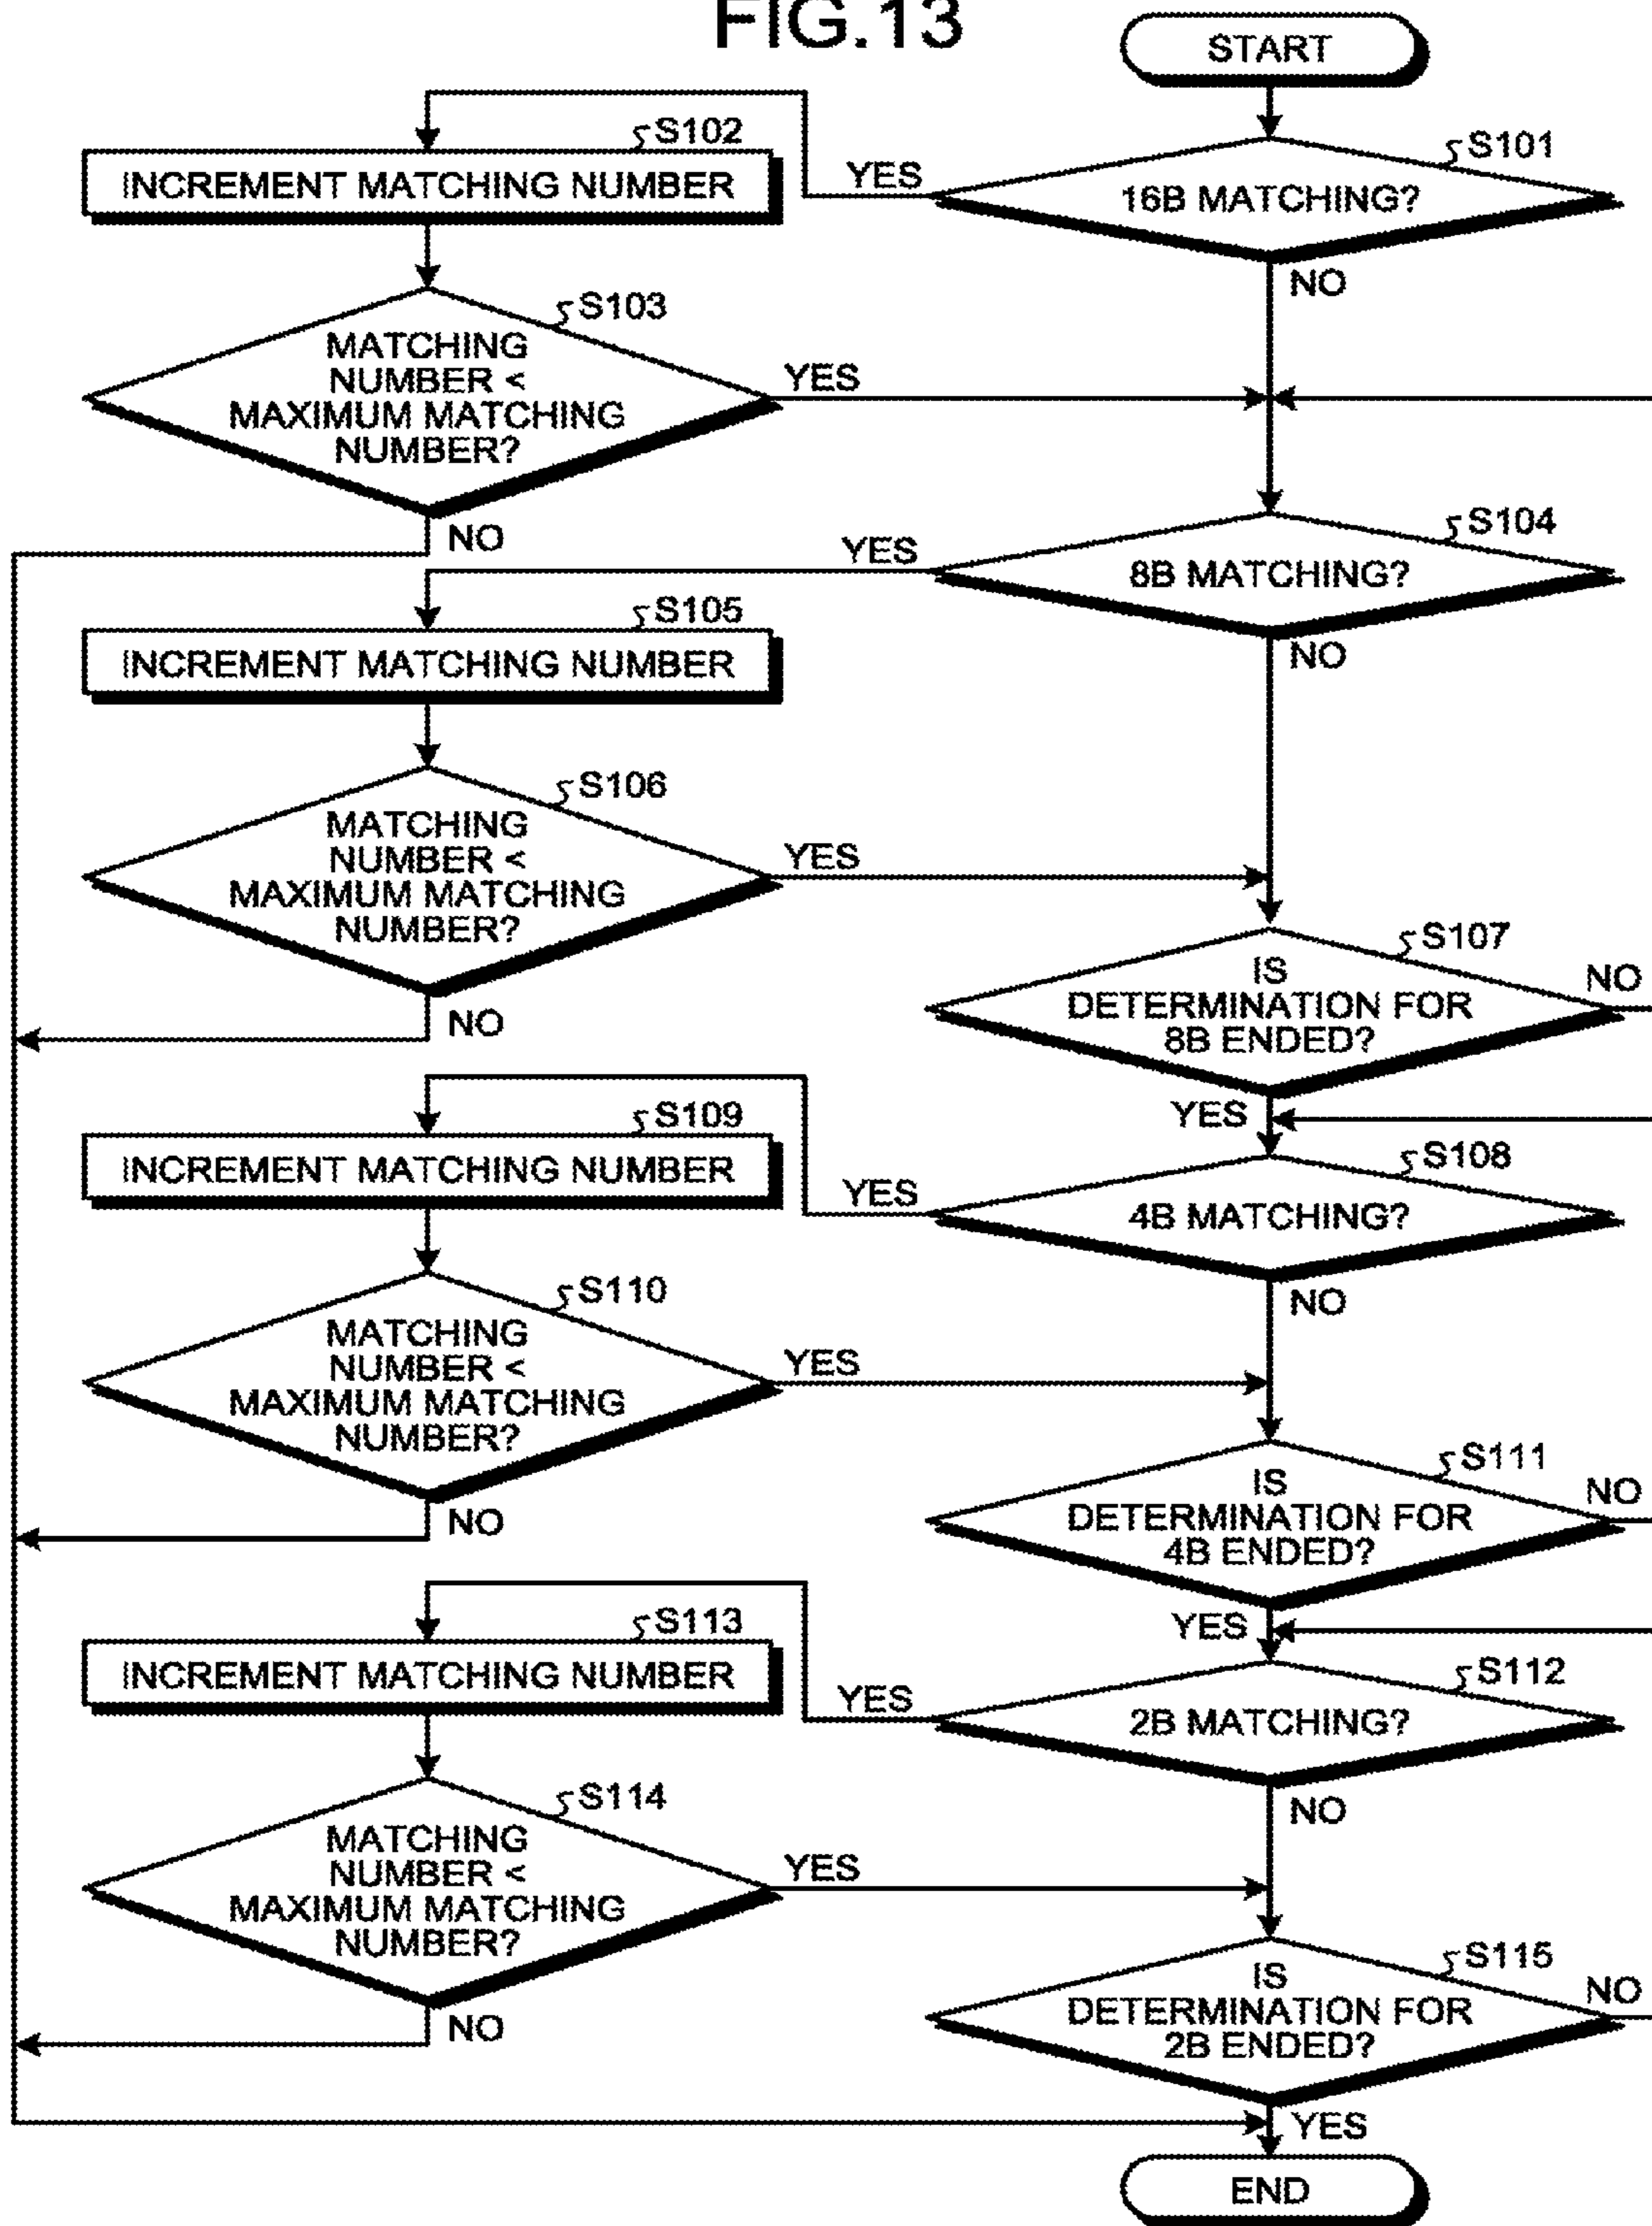 FIG.13
START
S101
16B MATCHING?
YES
NO
S102
INCREMENT MATCHING NUMBER
S103
MATCHING
NUMBER <
MAXIMUM MATCHING
NUMBER?
YES
NO
S104
8B MATCHING?
YES
NO
S105
INCREMENT MATCHING NUMBER
S106
MATCHING
NUMBER <
MAXIMUM MATCHING
NUMBER?
YES
NO
S107
IS
DETERMINATION FOR
8B ENDED?
NO
YES
S108
4B MATCHING?
YES
NO
S109
INCREMENT MATCHING NUMBER
S110
MATCHING
NUMBER <
MAXIMUM MATCHING
NUMBER?
YES
NO
S111
IS
DETERMINATION FOR
4B ENDED?
NO
YES
S112
2B MATCHING?
YES
NO
S113
INCREMENT MATCHING NUMBER
S114
MATCHING
NUMBER <
MAXIMUM MATCHING
NUMBER?
YES
NO
S115
IS
DETERMINATION FOR
2B ENDED?
NO
YES
END